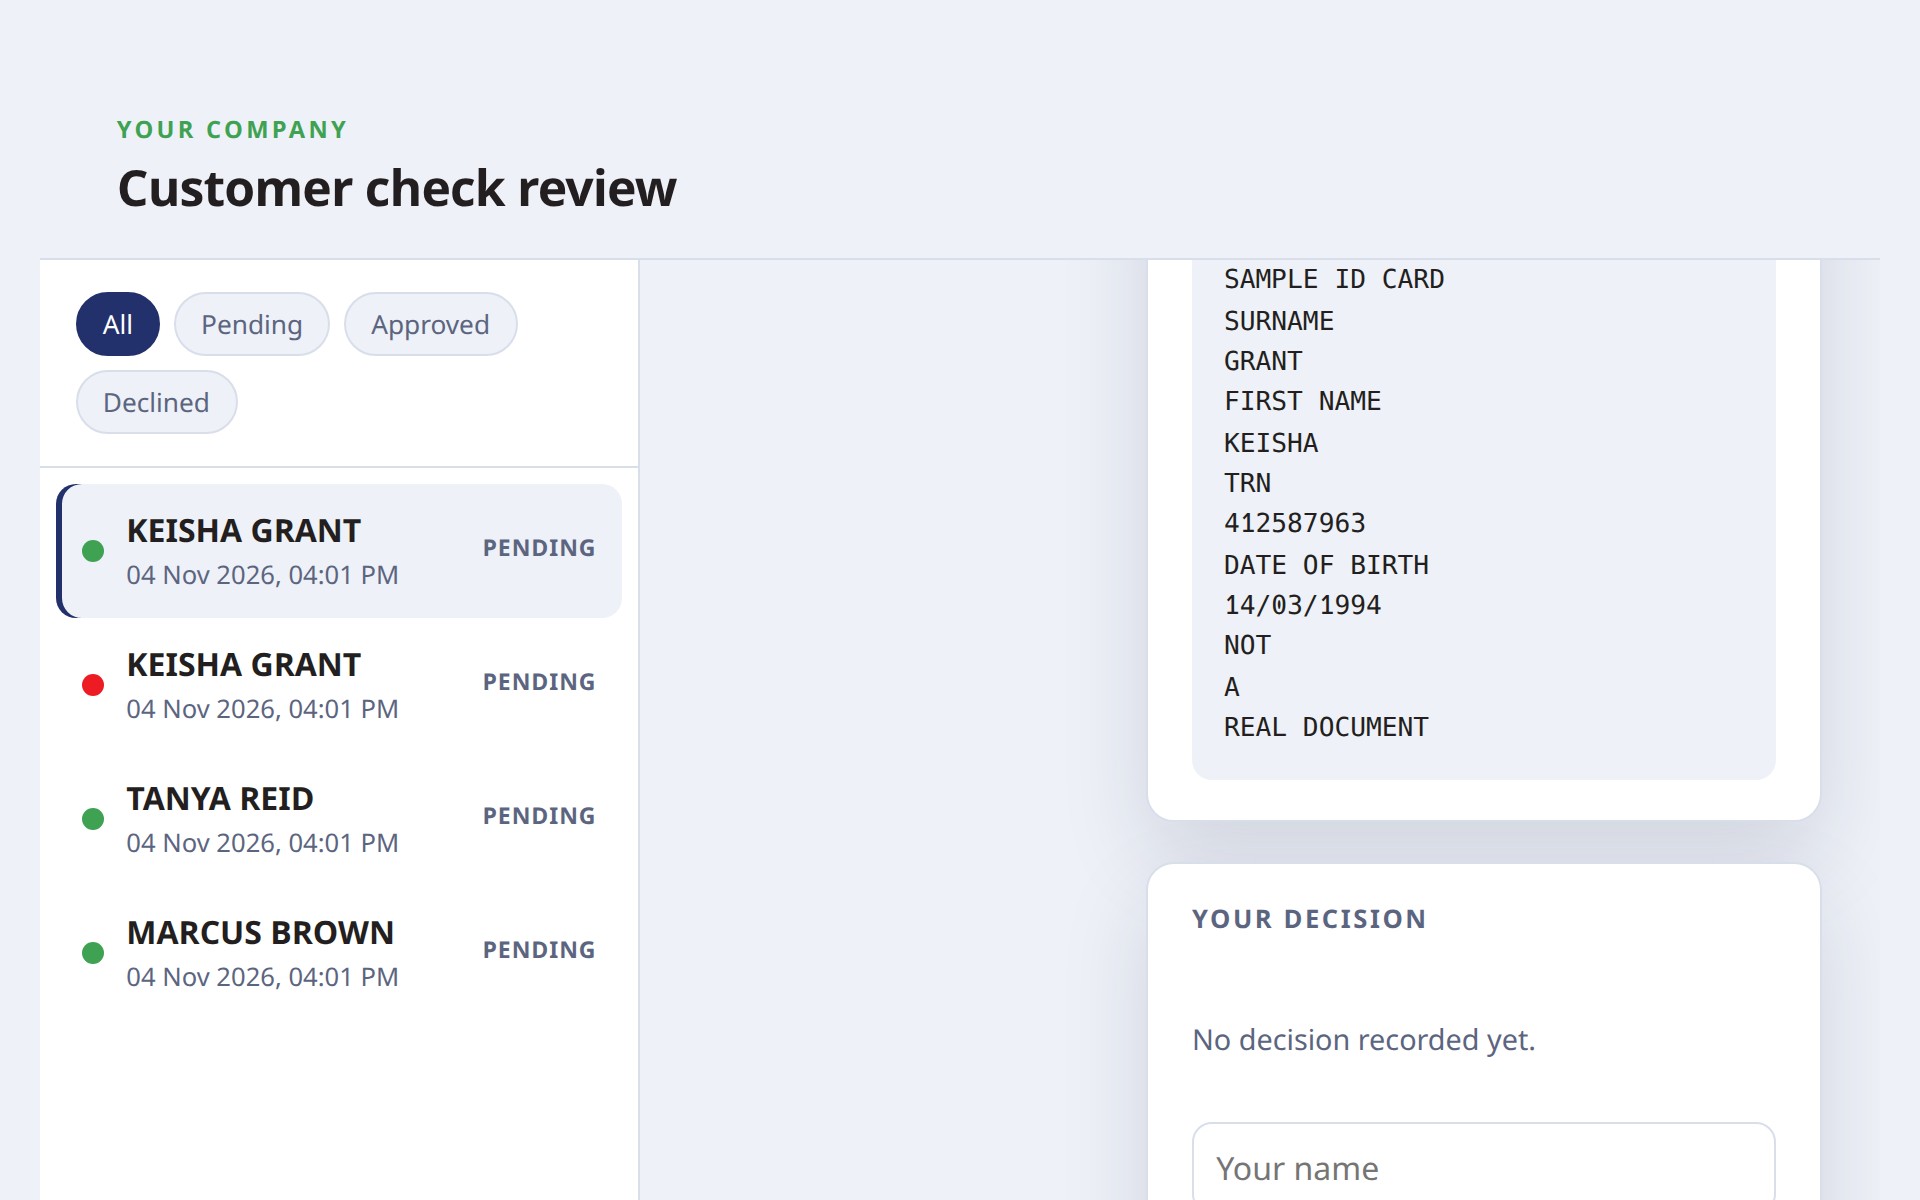 YOUR COMPANY
Customer check review
All
Pending
Approved
Declined
KEISHA GRANT
04 Nov 2026, 04:01 PM
PENDING
KEISHA GRANT
04 Nov 2026, 04:01 PM
PENDING
TANYA REID
04 Nov 2026, 04:01 PM
PENDING
MARCUS BROWN
04 Nov 2026, 04:01 PM
PENDING
SAMPLE ID CARD
SURNAME
GRANT
FIRST NAME
KEISHA
TRN
412587963
DATE OF BIRTH
14/03/1994
NOT
A
REAL DOCUMENT
YOUR DECISION
No decision recorded yet.
Your name